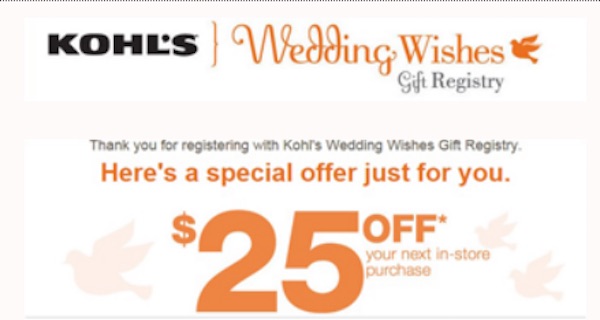 KOHL'S } Wedding Wishes
Gift Registry
Thank you for registering with Kohl's Wedding Wishes Gift Registry.
Here's a special offer just for you.
$25 OFF*
your next in-store
purchase